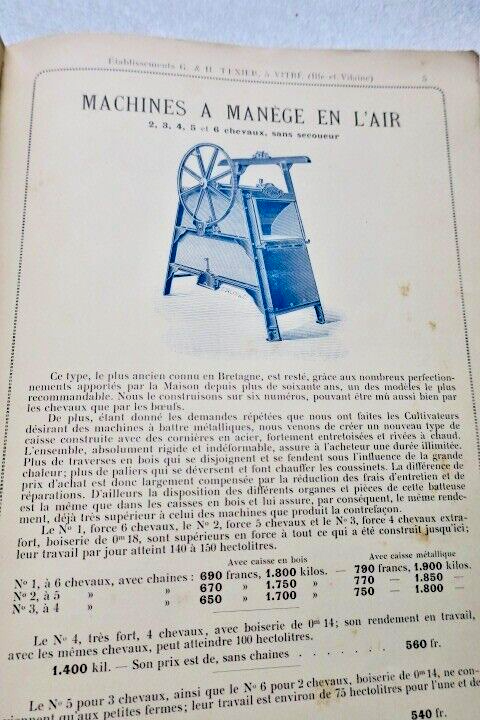 Établissements G. & H. TEXIER, à VITRÉ (Ille et Vilaine) 5
MACHINES A MANÈGE EN L'AIR
2, 3, 4, 5 et 6 chevaux, sans secoueur
Ce type, le plus ancien connu en Bretagne, est resté, grâce aux nombreux perfection-
nements apportés par la Maison depuis plus de soixante ans, un des modèles le plus
recommandable. Nous le construisons sur six numéros, pouvant être mû aussi bien par
les chevaux que par les bœufs.
De plus, étant donné les demandes répétées que nous ont faites les Cultivateurs
désirant des machines à battre métalliques, nous venons de créer un nouveau type de
caisse construite avec des cornières en acier, fortement entretoisées et rivées à chaud.
L'ensemble, absolument rigide et indéformable, assure à l'acheteur une durée illimitée.
Plus de traverses en bois qui se disjoignent et se fendent sous l'influence de la grande
chaleur; plus de paliers qui se déversent et font chauffer les coussinets. La différence de
prix d'achat est donc largement compensée par la réduction des frais d'entretien et de
réparations. D'ailleurs la disposition des différents organes et pièces de cette batteuse
est la même que dans les caisses en bois et lui assure, par conséquent, le même rende-
ment, déjà très supérieur à celui des machines que produit la contrefaçon.
Le No 1, force 6 chevaux, le No 2, force 5 chevaux et le No 3, force 4 chevaux extra-
fort, boiserie de 0m 18, sont supérieurs en force à tout ce qui a été construit jusqu'ici;
leur travail par jour atteint 140 à 150 hectolitres.
Avec caisse en bois Avec caisse métallique
No 1, à 6 chevaux, avec chaines : 690 francs, 1.800 kilos. — 790 francs, 1.900 kilos.
No 2, à 5 » » 670 » 1.750 » 770 — 1.850 —
No 3, à 4 » » 650 » 1.700 » 750 — 1.800 —
Le No 4, très fort, 4 chevaux, avec boiserie de 0m 14; son rendement en travail,
avec les mêmes chevaux, peut atteindre 100 hectolitres.
1.400 kil. — Son prix est de, sans chaines . . . . . . . 560 fr.
Le No 5 pour 3 chevaux, ainsi que le No 6 pour 2 chevaux, boiserie de 0m 14, ne con-
viennent qu'aux petites fermes; leur travail est environ de 75 hectolitres pour l'une et de
540 fr.